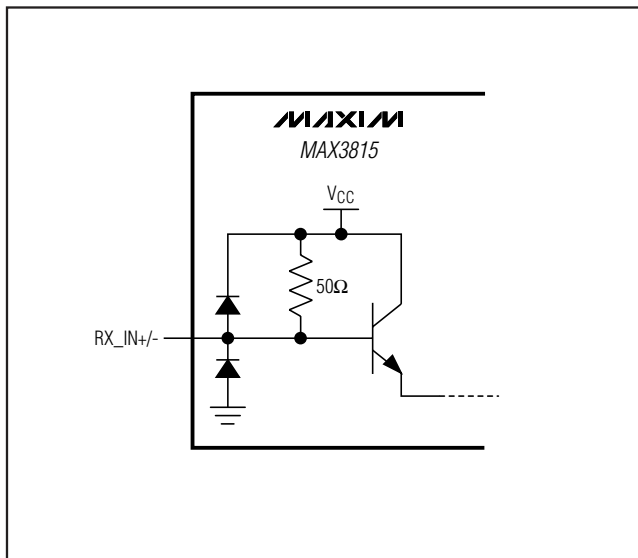 MAXIM
MAX3815
VCC
50Ω
RX_IN+/-